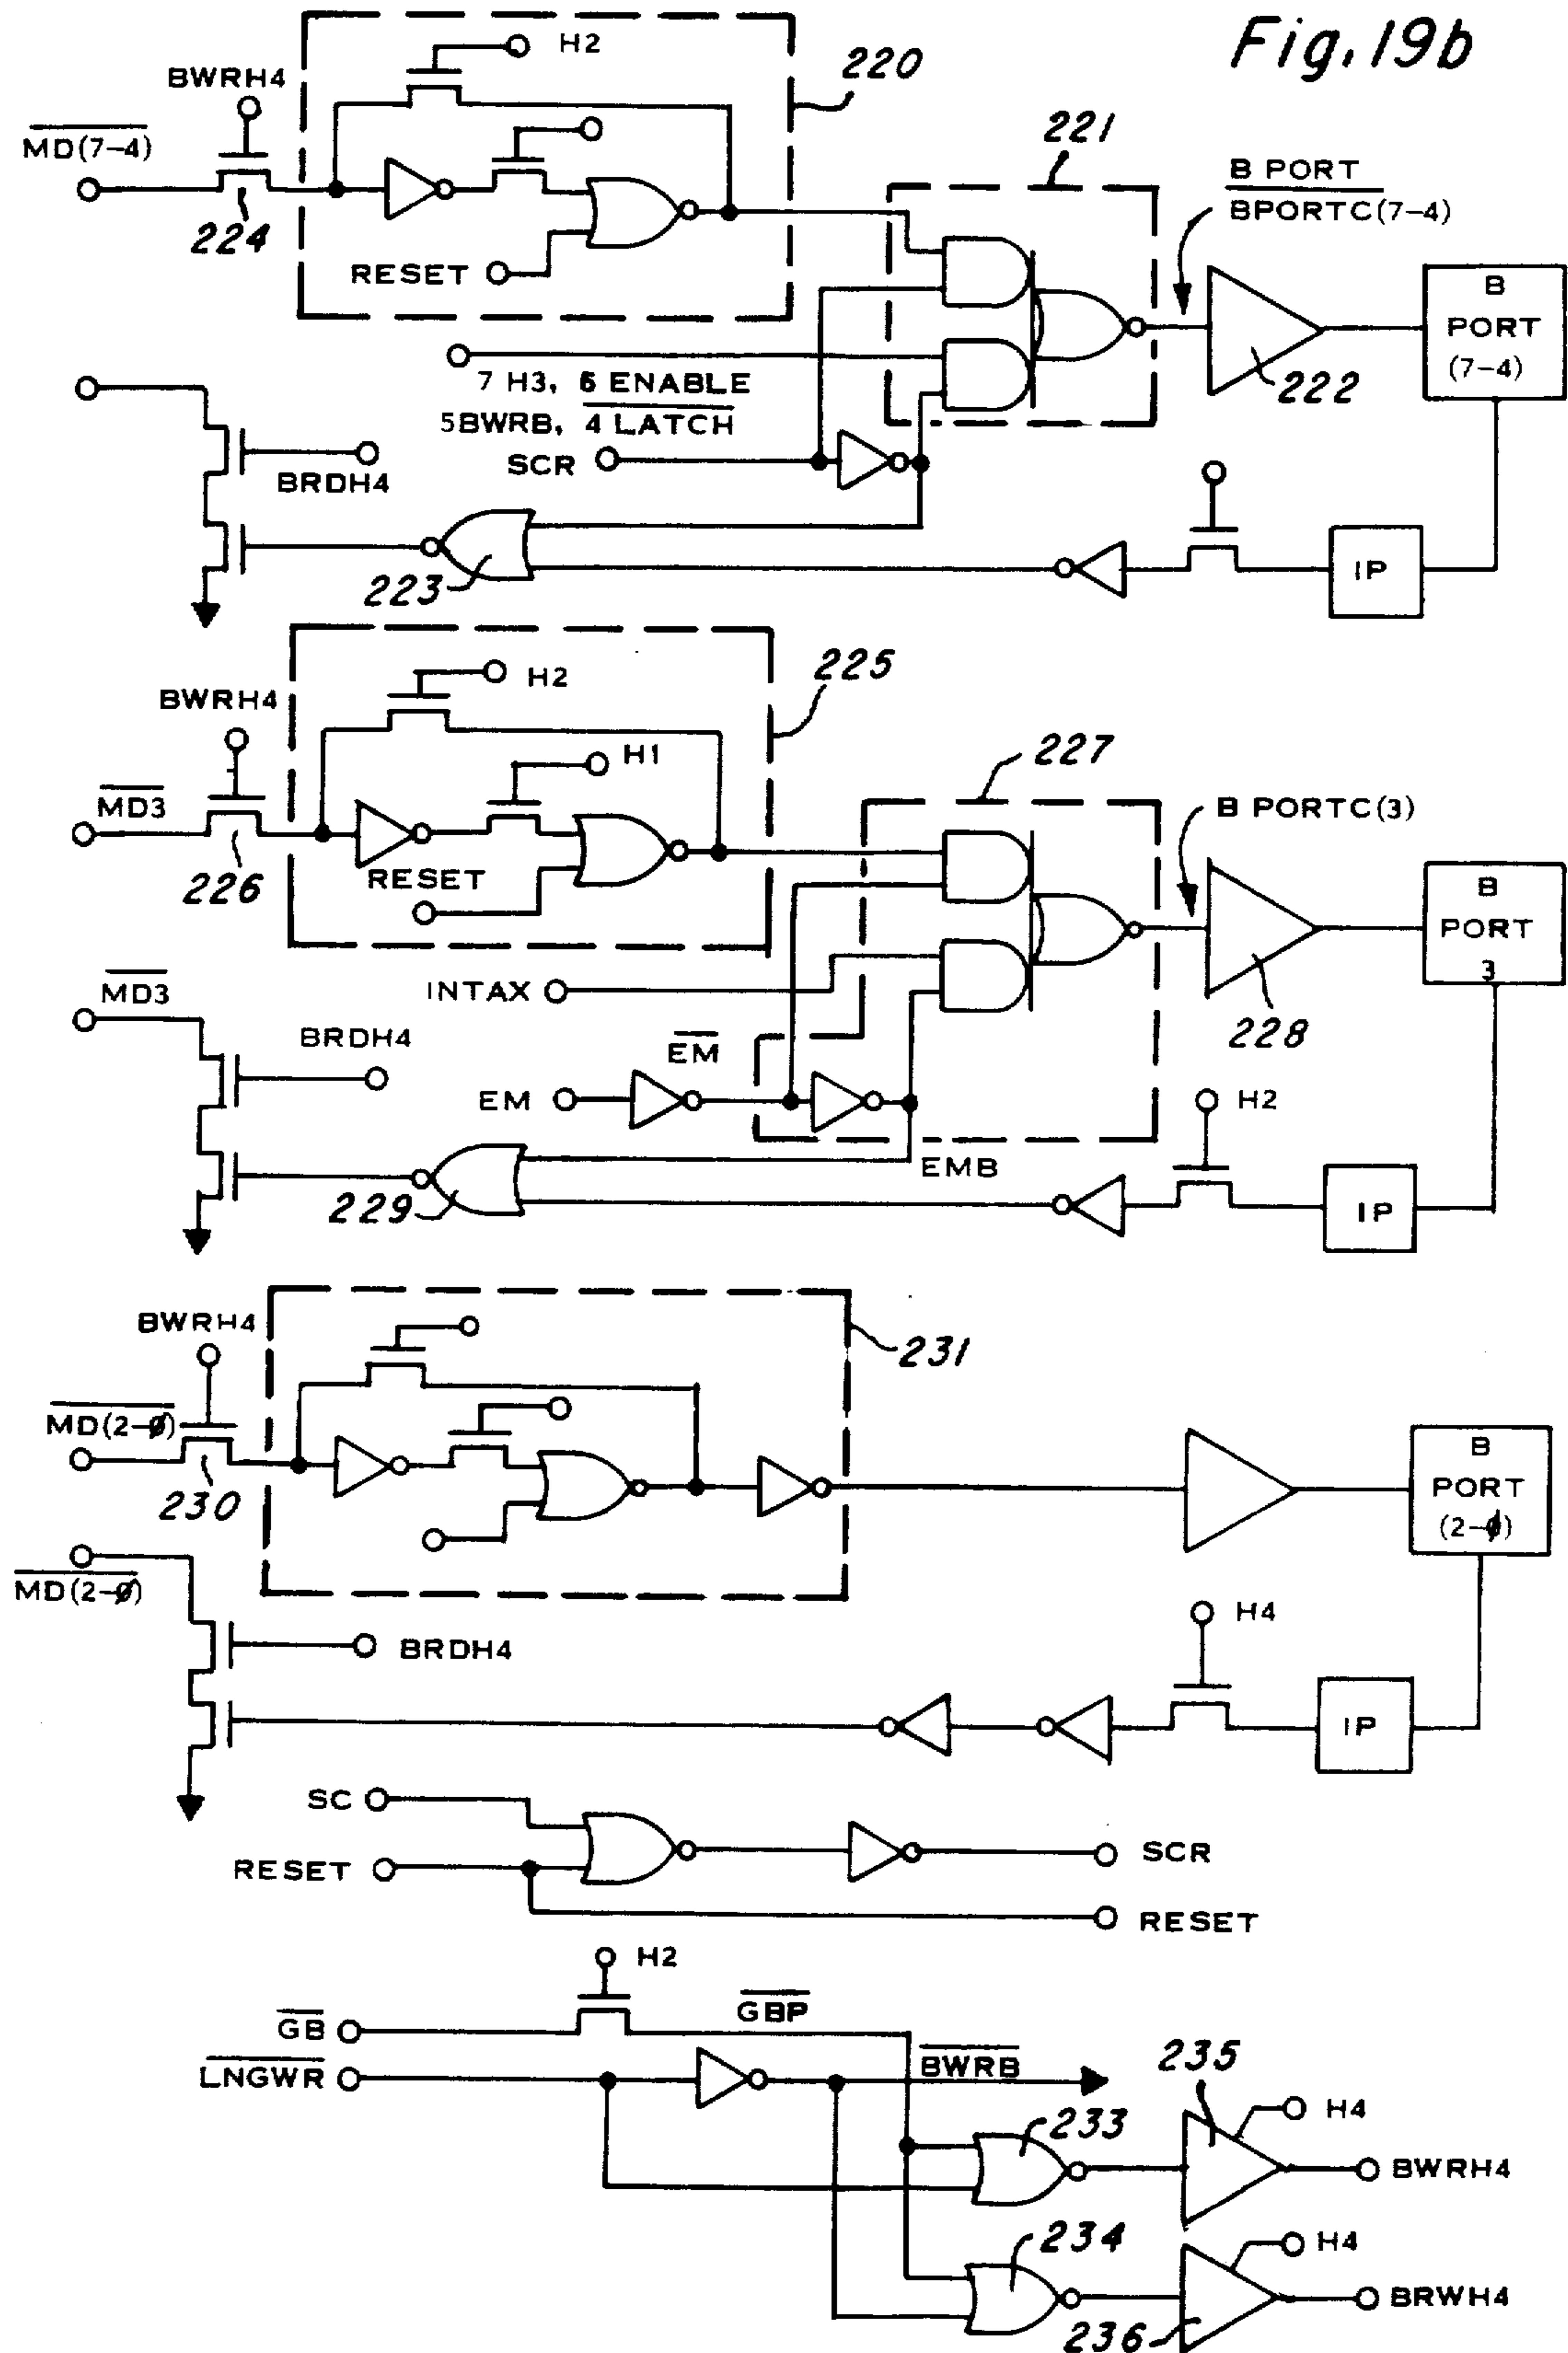 Fig. 19b
H2
BWRH4
220
MD(7-4)
224
RESET
221
B PORT
BPORTC(7-4)
B
PORT
(7-4)
222
7 H3, 6 ENABLE
5BWRB, 4 LATCH
SCR
BRDH4
223
IP
225
H2
BWRH4
H1
227
MD3
226
RESET
B PORTC(3)
B
PORT
3
228
INTAX
MD3
BRDH4
EM
EM
H2
EMB
229
IP
BWRH4
231
MD(2-0)
230
B
PORT
(2-0)
MD(2-0)
BRDH4
H4
IP
SC
SCR
RESET
RESET
H2
GB
GBP
LNGWR
BWRB
235
233
H4
BWRH4
234
H4
BRWH4
236